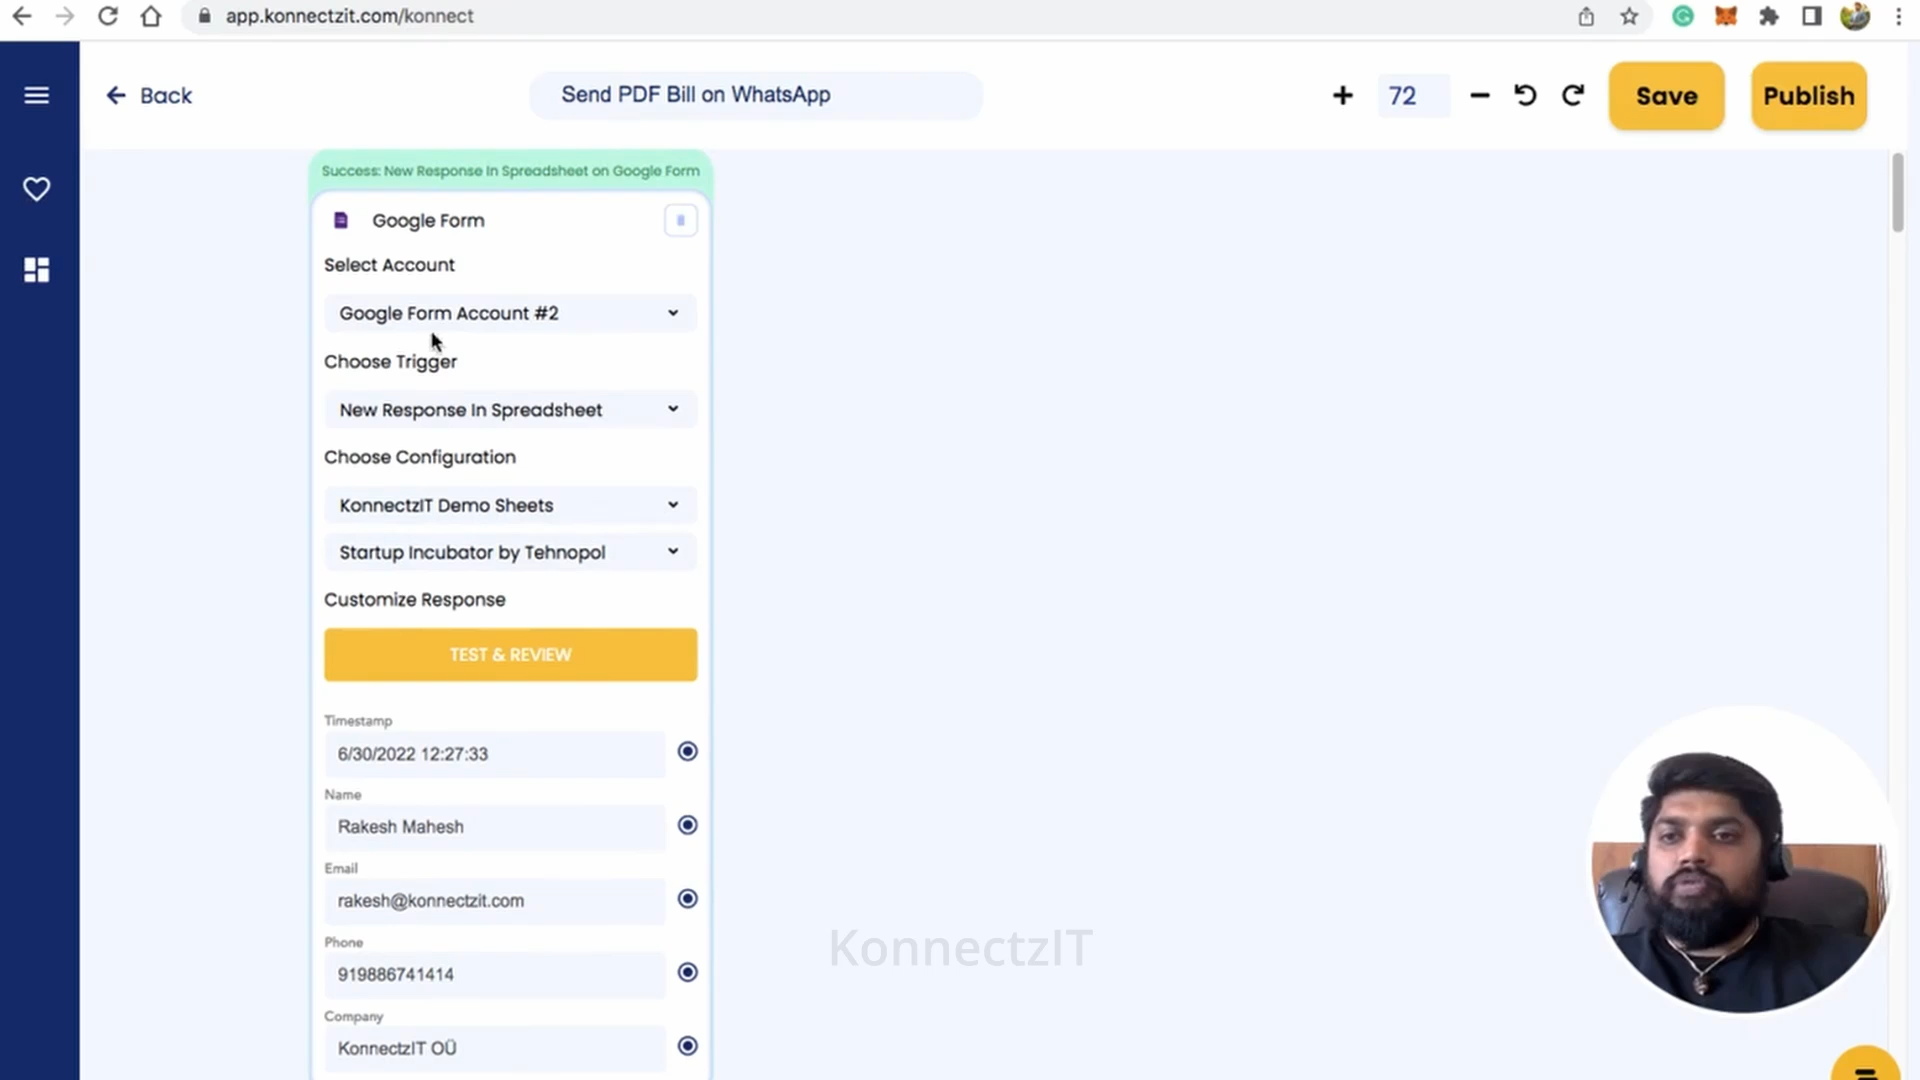 app.konnectzit.com/konnect
Back
Send PDF Bill on WhatsApp
72
Save
Publish
Success: New Response In Spreadsheet on Google Form
Google Form
Select Account
Google Form Account #2
Choose Trigger
New Response In Spreadsheet
Choose Configuration
KonnectzIT Demo Sheets
Startup Incubator by Tehnopol
Customize Response
TEST & REVIEW
Timestamp
6/30/2022 12:27:33
Name
Rakesh Mahesh
Email
rakesh@konnectzit.com
Phone
919886741414
Company
KonnectzIT OÜ
KonnectzIT